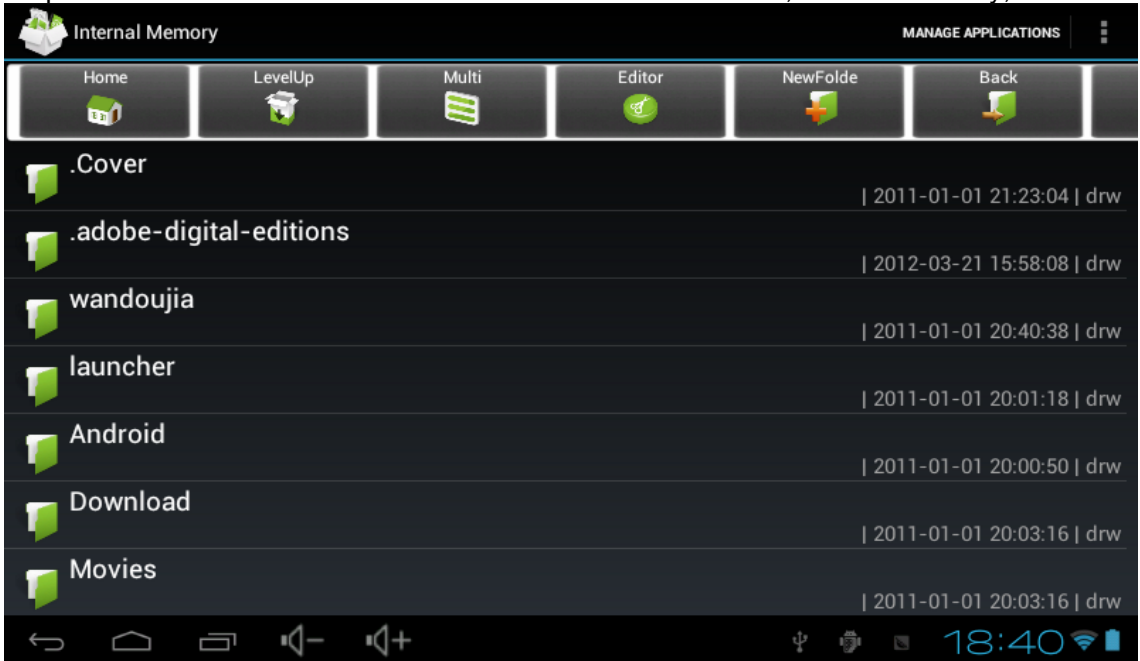 Internal Memory
MANAGE APPLICATIONS
Home LevelUp Multi Editor NewFolde Back
.Cover
| 2011-01-01 21:23:04 | drw
.adobe-digital-editions
| 2012-03-21 15:58:08 | drw
wandoujia
| 2011-01-01 20:40:38 | drw
launcher
| 2011-01-01 20:01:18 | drw
Android
| 2011-01-01 20:00:50 | drw
Download
| 2011-01-01 20:03:16 | drw
Movies
| 2011-01-01 20:03:16 | drw
18:40